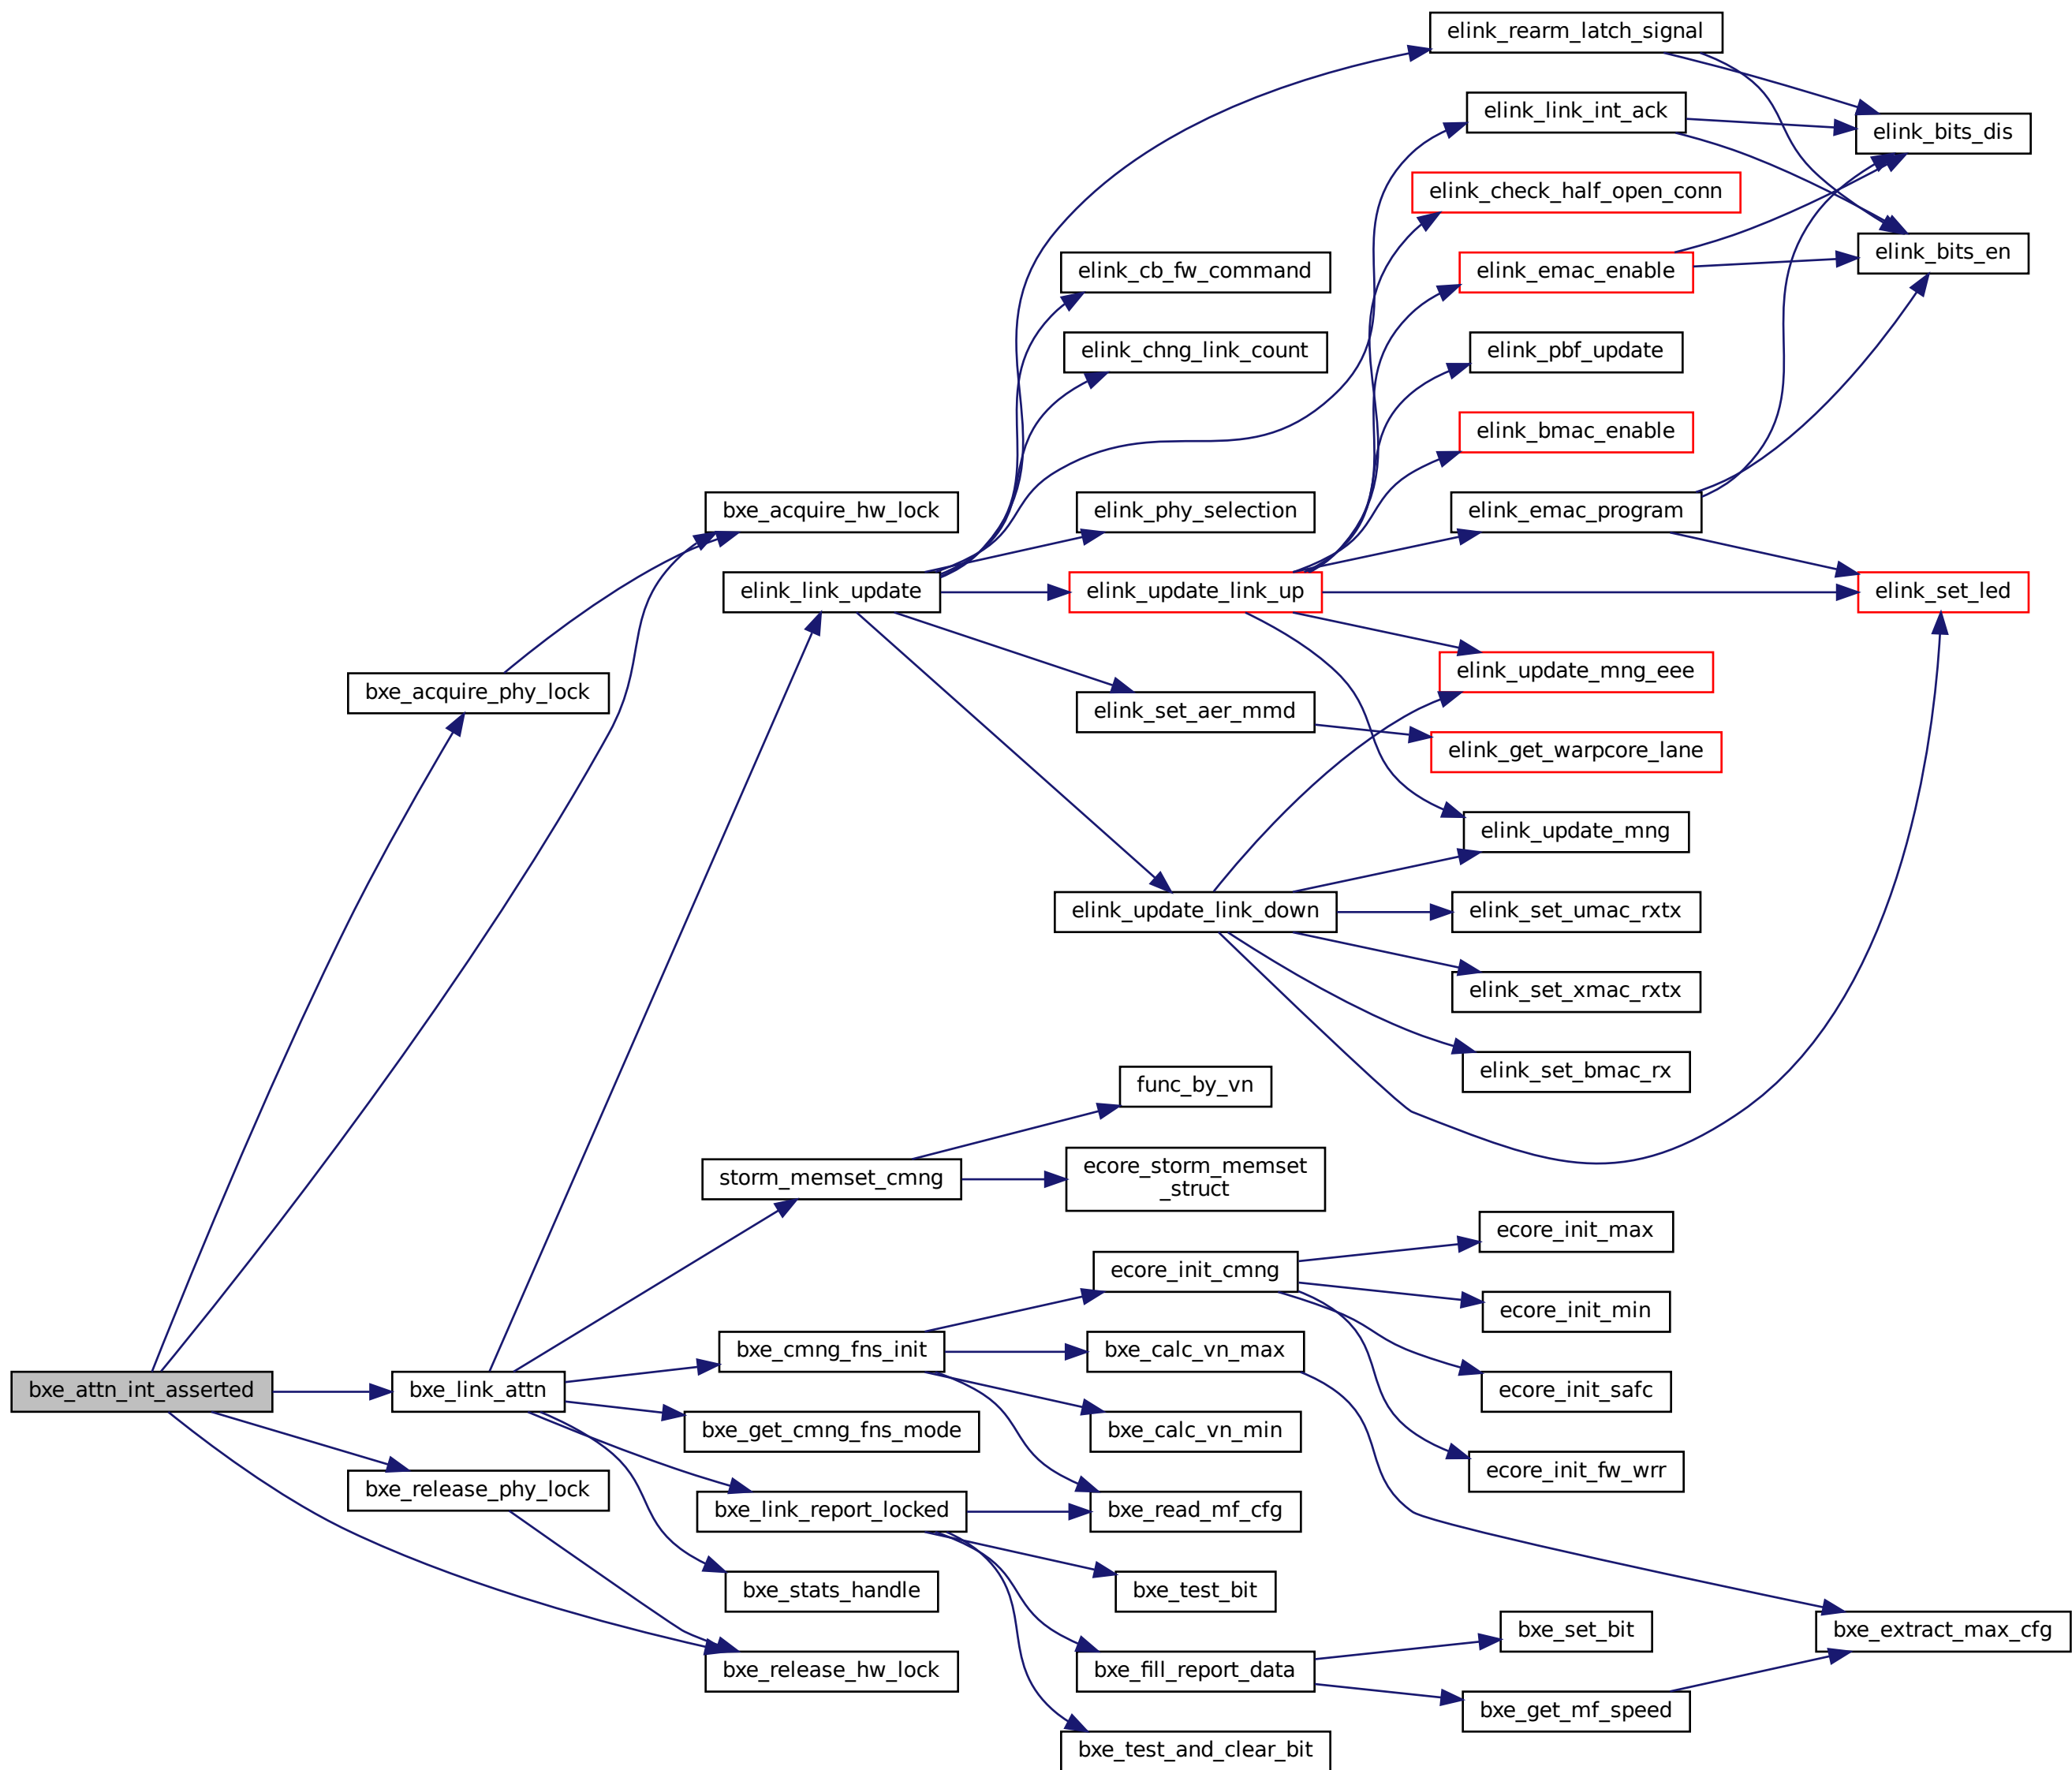 elink_rearm_latch_signal
elink_link_int_ack
elink_bits_dis
elink_check_half_open_conn
elink_bits_en
elink_cb_fw_command
elink_emac_enable
elink_chng_link_count
elink_pbf_update
elink_bmac_enable
bxe_acquire_hw_lock
elink_phy_selection
elink_emac_program
elink_link_update
elink_update_link_up
elink_set_led
elink_update_mng_eee
bxe_acquire_phy_lock
elink_set_aer_mmd
elink_get_warpcore_lane
elink_update_mng
elink_update_link_down
elink_set_umac_rxtx
elink_set_xmac_rxtx
elink_set_bmac_rx
func_by_vn
storm_memset_cmng
ecore_storm_memset
_struct
ecore_init_max
ecore_init_cmng
ecore_init_min
bxe_cmng_fns_init
bxe_calc_vn_max
bxe_attn_int_asserted
bxe_link_attn
ecore_init_safc
bxe_get_cmng_fns_mode
bxe_calc_vn_min
ecore_init_fw_wrr
bxe_release_phy_lock
bxe_link_report_locked
bxe_read_mf_cfg
bxe_stats_handle
bxe_test_bit
bxe_set_bit
bxe_extract_max_cfg
bxe_release_hw_lock
bxe_fill_report_data
bxe_get_mf_speed
bxe_test_and_clear_bit